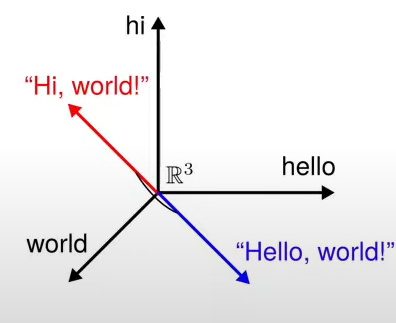 hi
“Hi, world!”
ℝ³
hello
world
“Hello, world!”